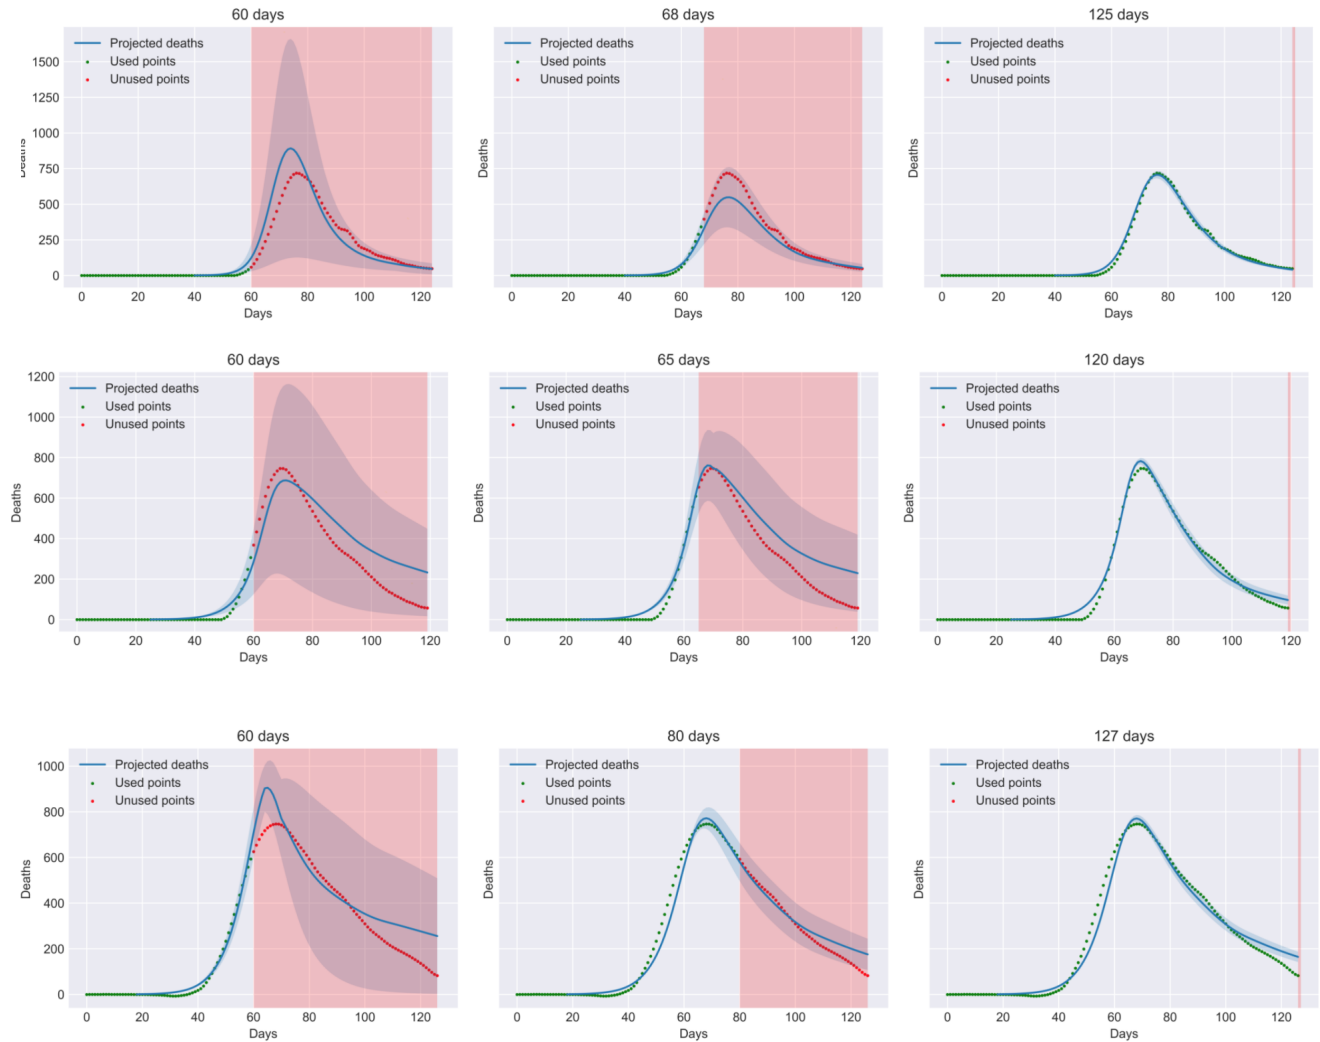 60 days
Projected deaths
Used points
Unused points
1500
1250
1000
750
500
250
0
0 20 40 60 80 100 120
Days
68 days
Projected deaths
Used points
Unused points
Deaths
0 20 40 60 80 100 120
Days
125 days
Projected deaths
Used points
Unused points
Deaths
0 20 40 60 80 100 120
Days
60 days
Projected deaths
Used points
Unused points
Deaths
1200
1000
800
600
400
200
0
0 20 40 60 80 100 120
Days
65 days
Projected deaths
Used points
Unused points
Deaths
0 20 40 60 80 100 120
Days
120 days
Projected deaths
Used points
Unused points
Deaths
0 20 40 60 80 100 120
Days
60 days
Projected deaths
Used points
Unused points
Deaths
1000
800
600
400
200
0
0 20 40 60 80 100 120
Days
80 days
Projected deaths
Used points
Unused points
Deaths
0 20 40 60 80 100 120
Days
127 days
Projected deaths
Used points
Unused points
Deaths
0 20 40 60 80 100 120
Days